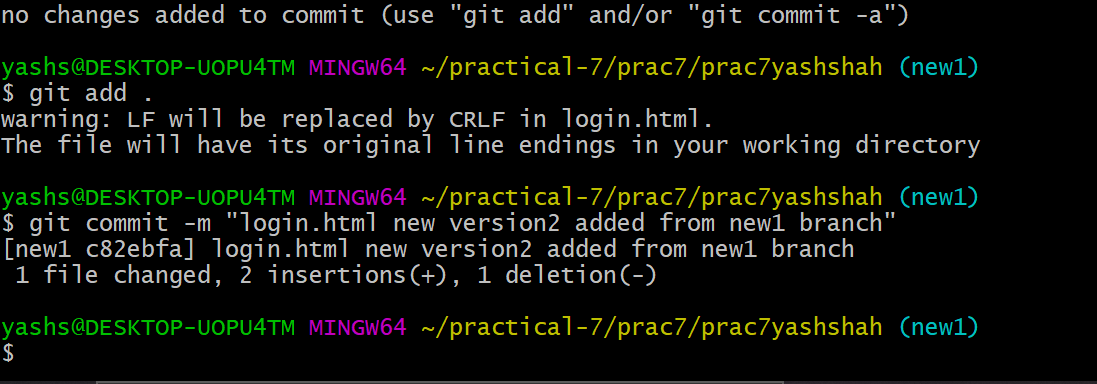 no changes added to commit (use "git add" and/or "git commit -a")
yashs@DESKTOP-UOPU4TM MINGW64 ~/practical-7/prac7/prac7yashshah (new1)
$ git add .
warning: LF will be replaced by CRLF in login.html.
The file will have its original line endings in your working directory
yashs@DESKTOP-UOPU4TM MINGW64 ~/practical-7/prac7/prac7yashshah (new1)
$ git commit -m "login.html new version2 added from new1 branch"
[new1 c82ebfa] login.html new version2 added from new1 branch
 1 file changed, 2 insertions(+), 1 deletion(-)
yashs@DESKTOP-UOPU4TM MINGW64 ~/practical-7/prac7/prac7yashshah (new1)
$